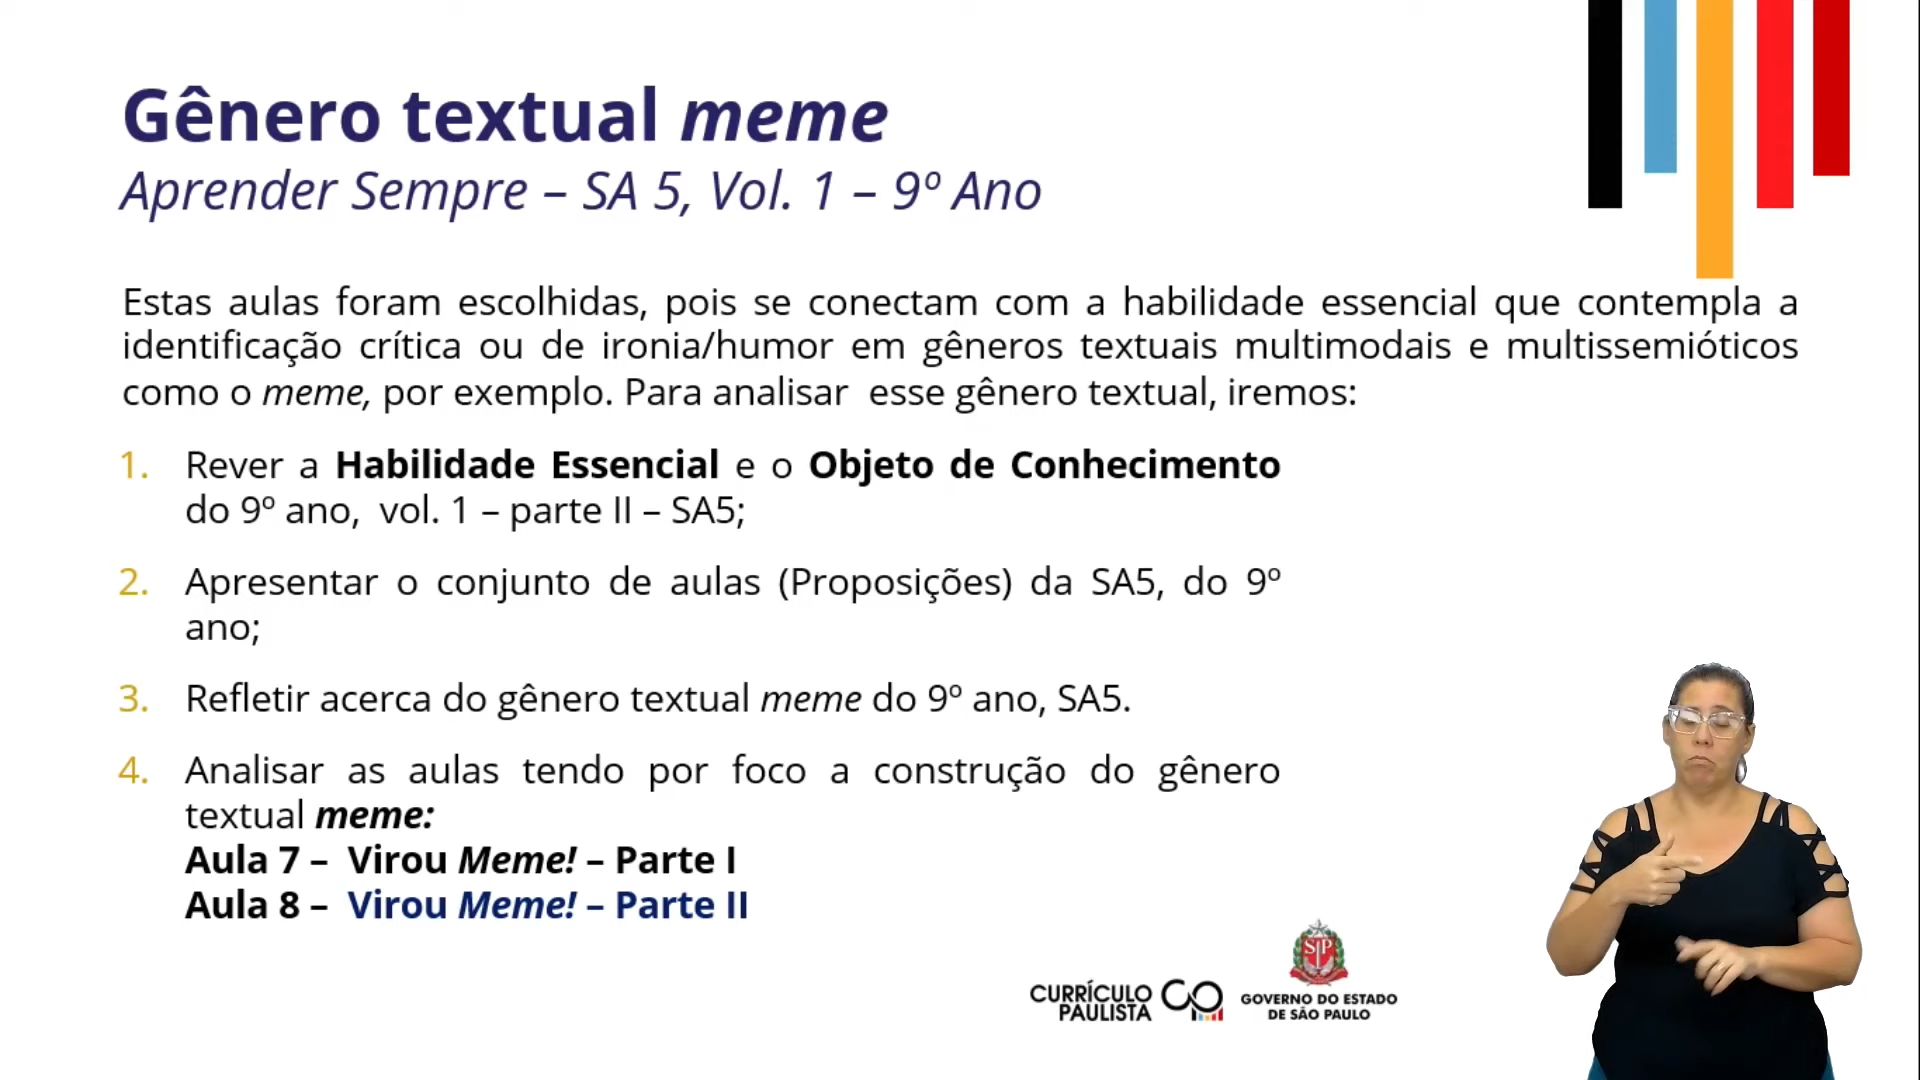 Gênero textual meme
Aprender Sempre – SA 5, Vol. 1 – 9º Ano
Estas aulas foram escolhidas, pois se conectam com a habilidade essencial que contempla a
identificação crítica ou de ironia/humor em gêneros textuais multimodais e multissemióticos
como o meme, por exemplo. Para analisar esse gênero textual, iremos:
1. Rever a Habilidade Essencial e o Objeto de Conhecimento
do 9º ano, vol. 1 – parte II – SA5;
2. Apresentar o conjunto de aulas (Proposições) da SA5, do 9º
ano;
3. Refletir acerca do gênero textual meme do 9º ano, SA5.
4. Analisar as aulas tendo por foco a construção do gênero
textual meme:
Aula 7 – Virou Meme! – Parte I
Aula 8 – Virou Meme! – Parte II
CURRÍCULO
PAULISTA
SP
GOVERNO DO ESTADO
DE SÃO PAULO